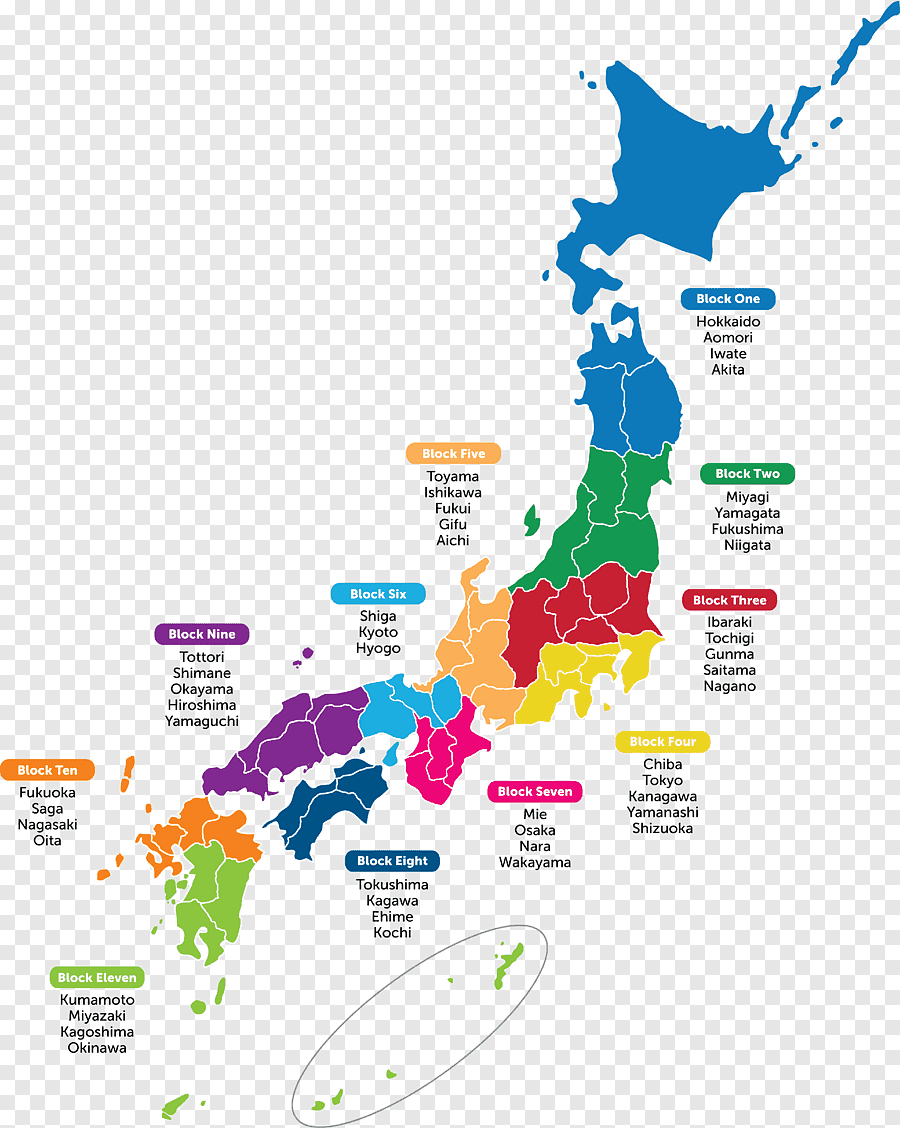 Block One
Hokkaido
Aomori
Iwate
Akita
Block Two
Miyagi
Yamagata
Fukushima
Niigata
Block Three
Ibaraki
Tochigi
Gunma
Saitama
Nagano
Block Four
Chiba
Tokyo
Kanagawa
Yamanashi
Shizuoka
Block Five
Toyama
Ishikawa
Fukui
Gifu
Aichi
Block Six
Shiga
Kyoto
Hyogo
Block Seven
Mie
Osaka
Nara
Wakayama
Block Eight
Tokushima
Kagawa
Ehime
Kochi
Block Nine
Tottori
Shimane
Okayama
Hiroshima
Yamaguchi
Block Ten
Fukuoka
Saga
Nagasaki
Oita
Block Eleven
Kumamoto
Miyazaki
Kagoshima
Okinawa